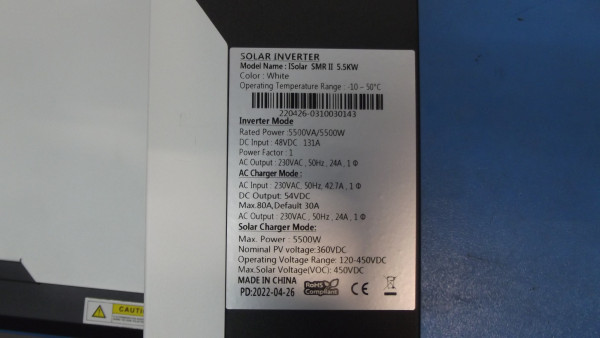 SOLAR INVERTER
Model Name : ISolar SMR II 5.5KW
Color : White
Operating Temperature Range : -10 ~ 50°C
220426-0310030143
Inverter Mode
Rated Power : 5500VA/5500W
DC Input : 48VDC 131A
Power Factor : 1
AC Output : 230VAC, 50Hz, 24A, 1 Φ
AC Charger Mode :
AC Input : 230VAC, 50Hz, 42.7A, 1 Φ
DC Output: 54VDC
Max.80A,Default 30A
AC Output : 230VAC , 50Hz , 24A , 1 Φ
Solar Charger Mode:
Max. Power : 5500W
Nominal PV voltage:360VDC
Operating Voltage Range: 120-450VDC
Max.Solar Voltage(VOC): 450VDC
MADE IN CHINA
PD:2022-04-26
RoHS
Compliant
CE